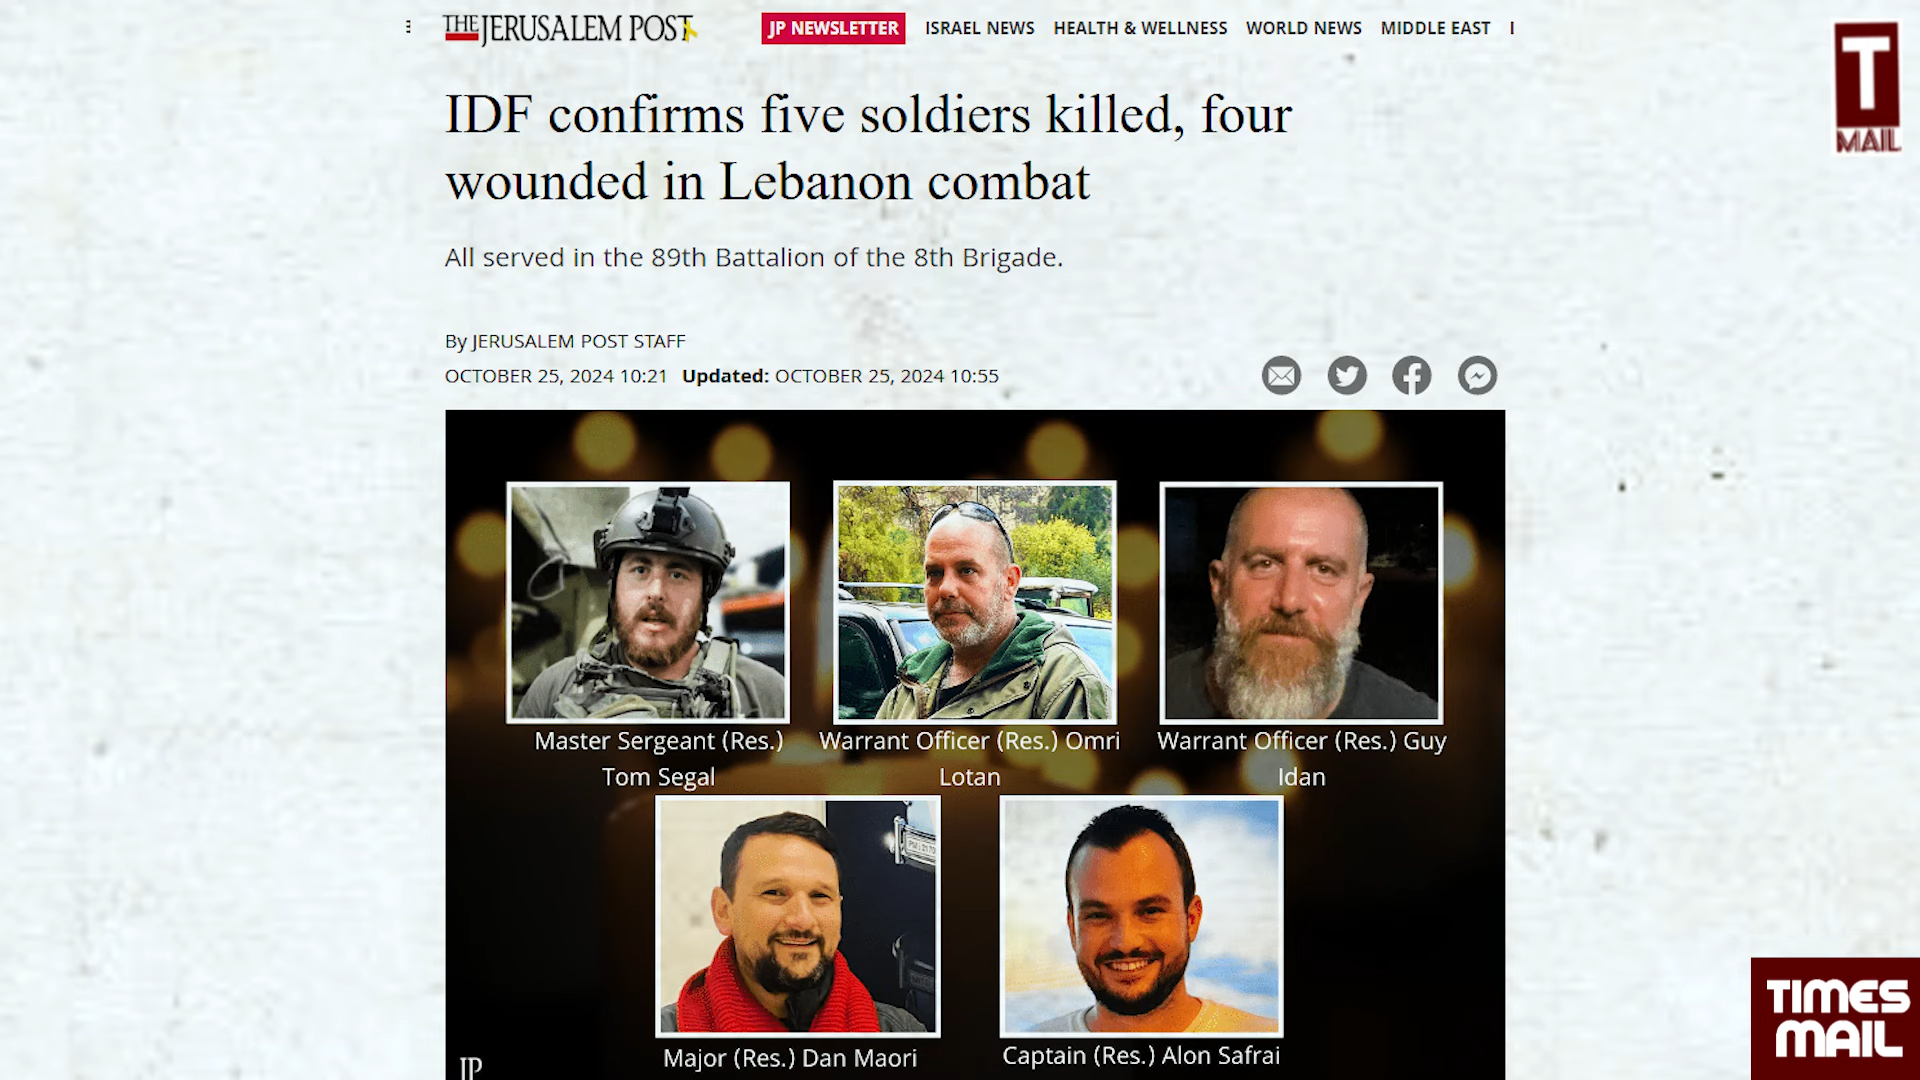 THE JERUSALEM POST
JP NEWSLETTER ISRAEL NEWS HEALTH & WELLNESS WORLD NEWS MIDDLE EAST
T
MAIL
IDF confirms five soldiers killed, four
wounded in Lebanon combat
All served in the 89th Battalion of the 8th Brigade.
By JERUSALEM POST STAFF
OCTOBER 25, 2024 10:21 Updated: OCTOBER 25, 2024 10:55
Master Sergeant (Res.)
Tom Segal
Warrant Officer (Res.) Omri
Lotan
Warrant Officer (Res.) Guy
Idan
Major (Res.) Dan Maori
Captain (Res.) Alon Safrai
JP
TIMES
MAIL